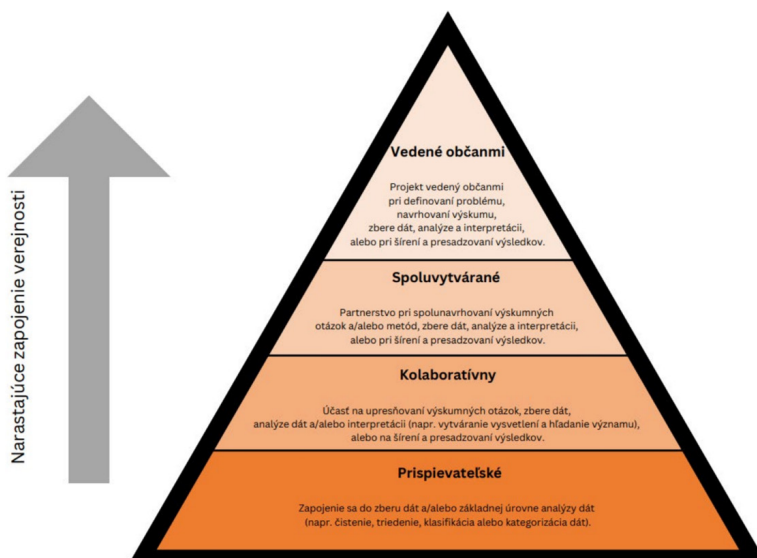 Narastajúce zapojenie verejnosti
Vedené občanmi
Projekt vedený občanmi
pri definovaní problému,
navrhovaní výskumu,
zbere dát, analýze a interpretácii,
alebo pri šírení a presadzovaní výsledkov.
Spoluvytvárané
Partnerstvo pri spolunavrhovaní výskumných
otázok a/alebo metód, zbere dát, analýze a interpretácii,
alebo pri šírení a presadzovaní výsledkov.
Kolaboratívny
Účasť na upresňovaní výskumných otázok, zbere dát,
analýze dát a/alebo interpretácii (napr. vytváranie vysvetlení a hľadanie významu),
alebo na šírení a presadzovaní výsledkov.
Prispievateľské
Zapojenie sa do zberu dát a/alebo základnej úrovne analýzy dát
(napr. čistenie, triedenie, klasifikácia alebo kategorizácia dát).